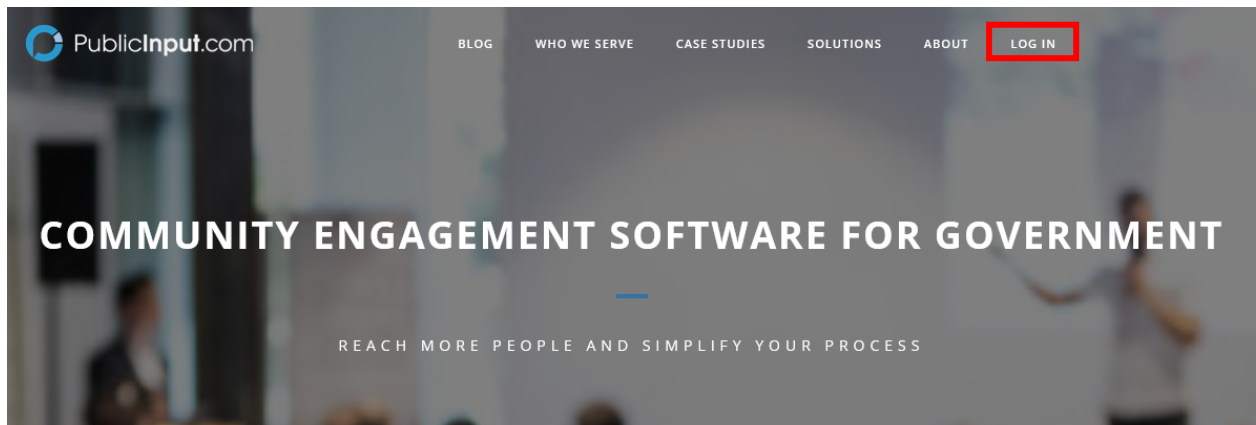 PublicInput.com
BLOG WHO WE SERVE CASE STUDIES SOLUTIONS ABOUT LOG IN
COMMUNITY ENGAGEMENT SOFTWARE FOR GOVERNMENT
REACH MORE PEOPLE AND SIMPLIFY YOUR PROCESS